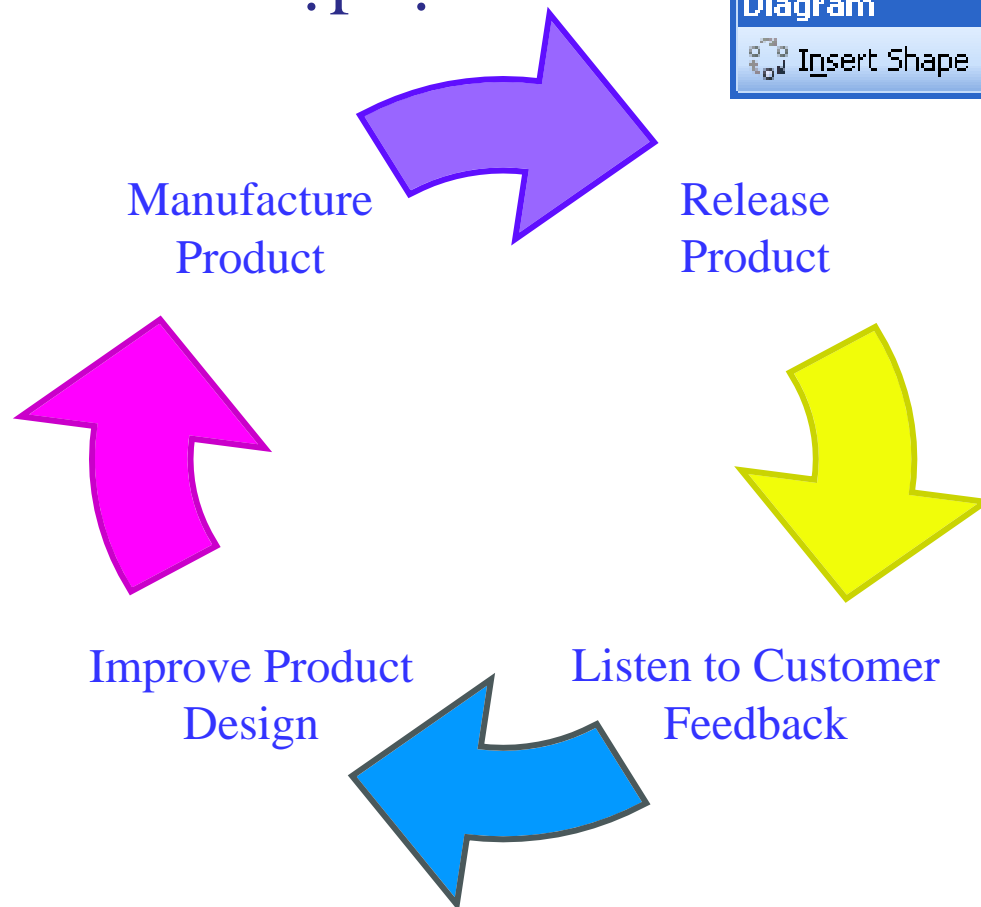 Diagram
Insert Shape
Manufacture
Product
Release
Product
Improve Product
Design
Listen to Customer
Feedback